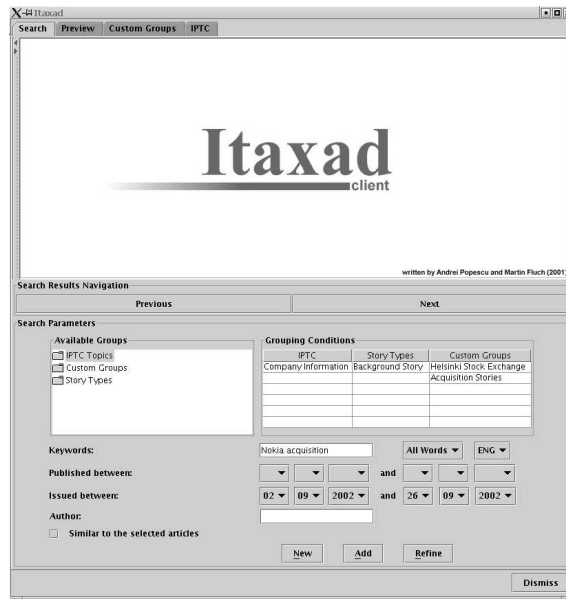 Itaxad
Search Preview Custom Groups IPTC
Itaxad
client
written by Andrei Popescu and Martin Fluch (2001)
Search Results Navigation
Previous Next
Search Parameters
Available Groups
IPTC Topics
Custom Groups
Story Types
Grouping Conditions
IPTC Story Types Custom Groups
Company Information Background Story Helsinki Stock Exchange
Acquisition Stories
Keywords: Nokia acquisition All Words ENG
Published between: and
Issued between: 02 09 2002 and 26 09 2002
Author:
Similar to the selected articles
New Add Refine
Dismiss